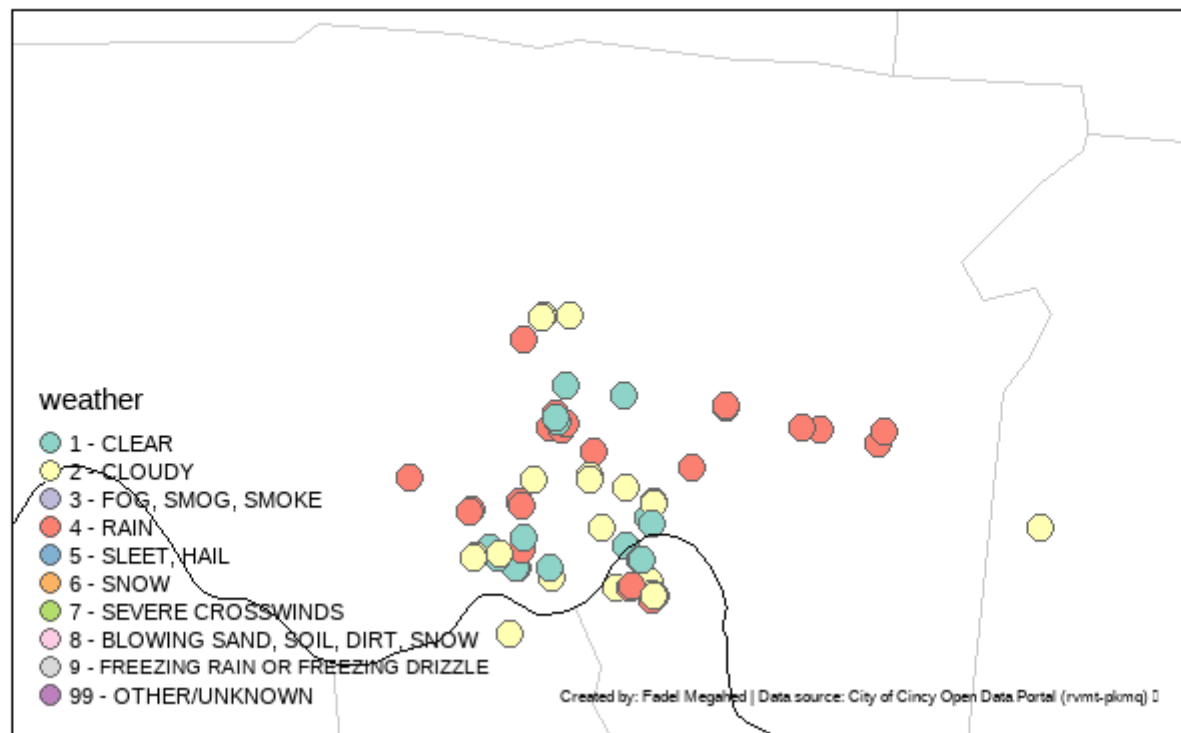 weather
1 - CLEAR
2 - CLOUDY
3 - FOG, SMOG, SMOKE
4 - RAIN
5 - SLEET, HAIL
6 - SNOW
7 - SEVERE CROSSWINDS
8 - BLOWING SAND, SOIL, DIRT, SNOW
9 - FREEZING RAIN OR FREEZING DRIZZLE
99 - OTHER/UNKNOWN
Created by: Fadel Megahed | Data source: City of Cincy Open Data Portal (rvmt-pkmq)